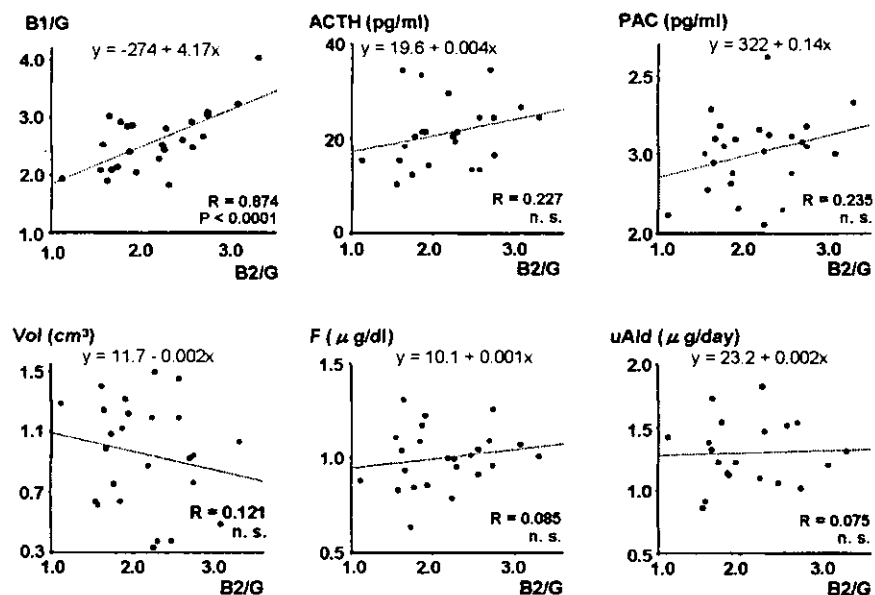 B1/G
y = -274 + 4.17x
4.0
3.0
2.0
1.0
R = 0.874
P < 0.0001
1.0 2.0 3.0
B2/G
ACTH (pg/ml)
y = 19.6 + 0.004x
40
20
0
R = 0.227
n. s.
1.0 2.0 3.0
B2/G
PAC (pg/ml)
y = 322 + 0.14x
2.5
3.0
2.0
R = 0.235
n. s.
1.0 2.0 3.0
B2/G
Vol (cm³)
y = 11.7 - 0.002x
1.5
1.1
0.7
0.3
R = 0.121
n. s.
1.0 2.0 3.0
B2/G
F ( μ g/dl)
y = 10.1 + 0.001x
1.5
1.0
0.5
R = 0.085
n. s.
1.0 2.0 3.0
B2/G
uAld ( μ g/day)
y = 23.2 + 0.002x
2.0
1.5
1.0
0.5
R = 0.075
n. s.
1.0 2.0 3.0
B2/G